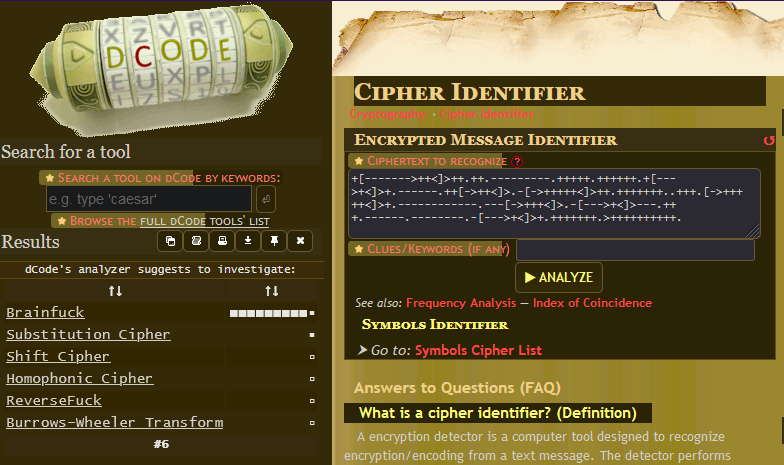 DCODE
Search for a tool
★ Search a tool on dCode by keywords:
e.g. type 'caesar'
★ Browse the full dCode tools' list
Results
dCode's analyzer suggests to investigate:
↑↓ ↑↓
Brainfuck
Substitution Cipher
Shift Cipher
Homophonic Cipher
ReverseFuck
Burrows-Wheeler Transform
#6
Cipher Identifier
Cryptography › Cipher Identifier
Encrypted Message Identifier
★ Ciphertext to recognize ?
+[------->++<]>++.++.---------.+++++.++++++.+[---
>+<]>+.------.++[->++<]>.-[->+++++<]>++.+++++++..+++.[->+++
++<]>+.------------.---[->+++<]>.-[--->+<]>---.++
+.------.--------.-[--->+<]>+.+++++++.>++++++++++.
★ Clues/Keywords (if any)
▶ ANALYZE
See also: Frequency Analysis — Index of Coincidence
Symbols Identifier
➤ Go to: Symbols Cipher List
Answers to Questions (FAQ)
What is a cipher identifier? (Definition)
A encryption detector is a computer tool designed to recognize
encryption/encoding from a text message. The detector performs